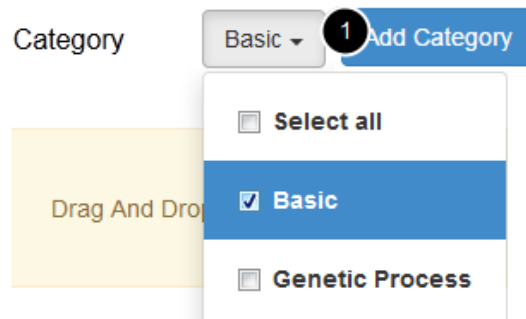 Category Basic 1 Add Category
Select all
Drag And Drop Basic
Genetic Process